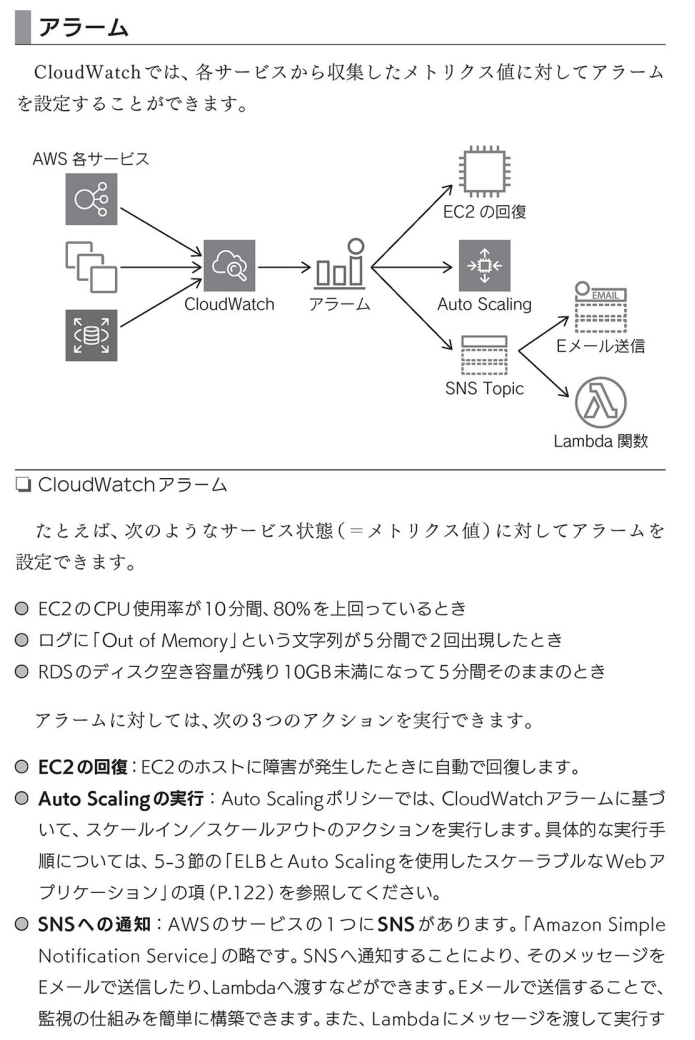 アラーム
CloudWatchでは、各サービスから収集したメトリクス値に対してアラーム
を設定することができます。
AWS 各サービス
EC2 の回復
CloudWatch
アラーム
Auto Scaling
EMAIL
Eメール送信
SNS Topic
Lambda 関数
❏ CloudWatchアラーム
たとえば、次のようなサービス状態(=メトリクス値)に対してアラームを
設定できます。
◎ EC2のCPU使用率が10分間、80%を上回っているとき
◎ ログに「Out of Memory」という文字列が5分間で2回出現したとき
◎ RDSのディスク空き容量が残り10GB未満になって5分間そのままのとき
アラームに対しては、次の3つのアクションを実行できます。
◎ EC2の回復:EC2のホストに障害が発生したときに自動で回復します。
◎ Auto Scalingの実行:Auto Scalingポリシーでは、CloudWatchアラームに基づ
いて、スケールイン/スケールアウトのアクションを実行します。具体的な実行手
順については、5-3節の「ELBとAuto Scalingを使用したスケーラブルなWebア
プリケーション」の項(P.122)を参照してください。
◎ SNSへの通知:AWSのサービスの1つにSNSがあります。「Amazon Simple
Notification Service」の略です。SNSへ通知することにより、そのメッセージを
Eメールで送信したり、Lambdaへ渡すなどができます。Eメールで送信することで、
監視の仕組みを簡単に構築できます。また、Lambdaにメッセージを渡して実行す